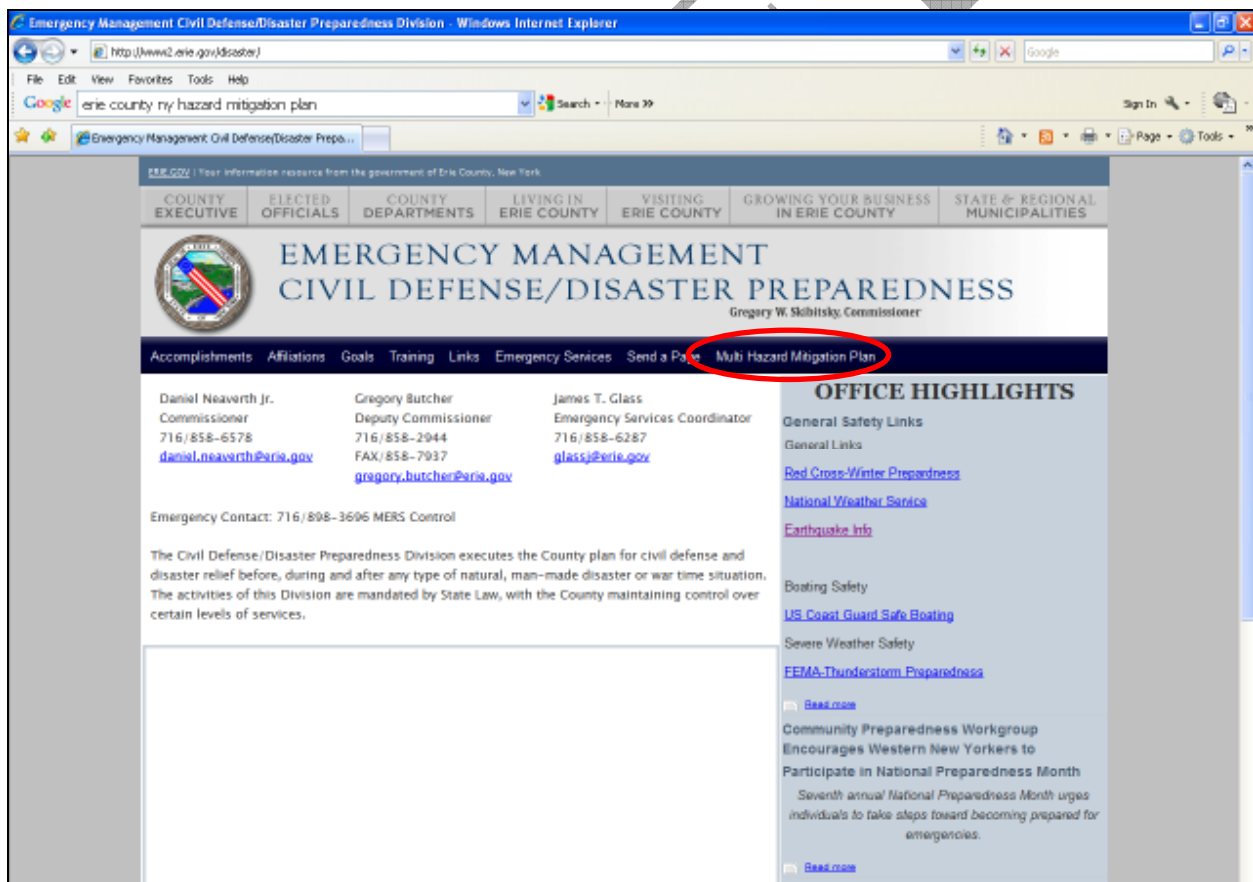 Emergency Management Civil Defense/Disaster Preparedness Division - Windows Internet Explorer
http://www2.erie.gov/disaster/
Google
File Edit View Favorites Tools Help
Google erie county ny hazard mitigation plan Search More >> Sign In
Emergency Management Civil Defense/Disaster Prepa... Page Tools
ERIE.GOV | Your information resource from the government of Erie County, New York
COUNTY EXECUTIVE
ELECTED OFFICIALS
COUNTY DEPARTMENTS
LIVING IN ERIE COUNTY
VISITING ERIE COUNTY
GROWING YOUR BUSINESS IN ERIE COUNTY
STATE & REGIONAL MUNICIPALITIES
EMERGENCY MANAGEMENT
CIVIL DEFENSE/DISASTER PREPAREDNESS
Gregory W. Skibitsky, Commissioner
Accomplishments Affiliations Goals Training Links Emergency Services Send a Page Multi Hazard Mitigation Plan
Daniel Neaverth Jr.
Commissioner
716/858-6578
daniel.neaverth@erie.gov
Gregory Butcher
Deputy Commissioner
716/858-2944
FAX/858-7937
gregory.butcher@erie.gov
James T. Glass
Emergency Services Coordinator
716/858-6287
glassj@erie.gov
Emergency Contact: 716/898-3696 MERS Control
The Civil Defense/Disaster Preparedness Division executes the County plan for civil defense and
disaster relief before, during and after any type of natural, man-made disaster or war time situation.
The activities of this Division are mandated by State Law, with the County maintaining control over
certain levels of services.
OFFICE HIGHLIGHTS
General Safety Links
General Links
Red Cross-Winter Prepardness
National Weather Service
Earthquake Info
Boating Safety
US Coast Guard Safe Boating
Severe Weather Safety
FEMA-Thunderstorm Preparedness
Read more
Community Preparedness Workgroup
Encourages Western New Yorkers to
Participate in National Preparedness Month
Seventh annual National Preparedness Month urges
individuals to take steps toward becoming prepared for
emergencies.
Read more